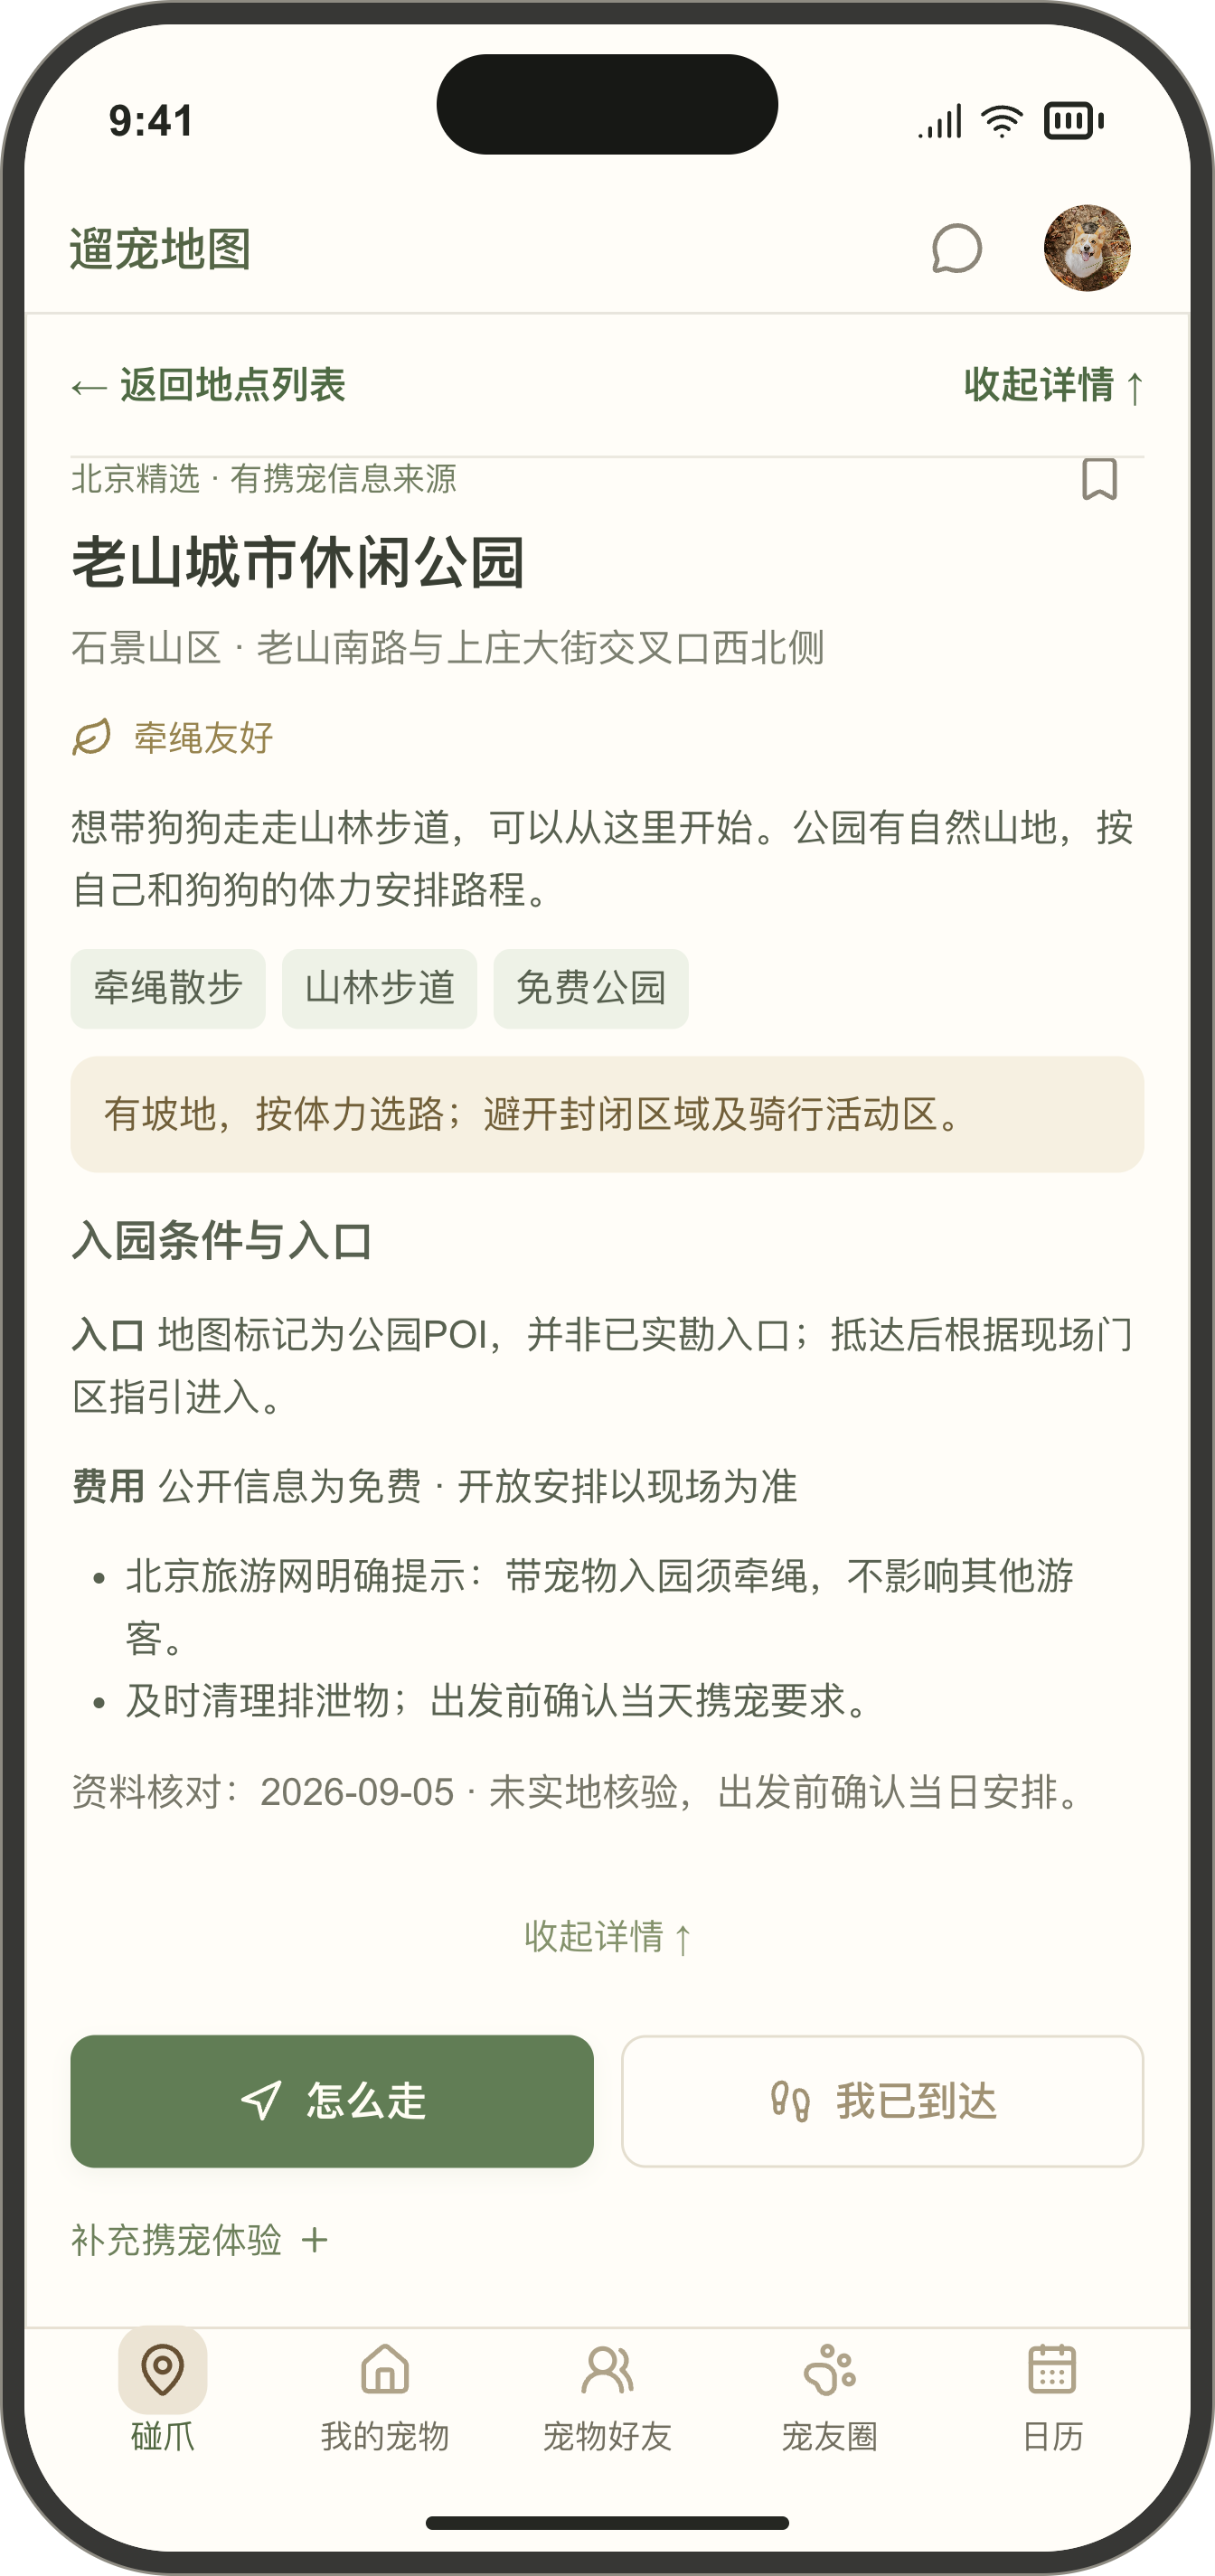 9:41
遛宠地图
← 返回地点列表
收起详情 ↑
北京精选 · 有携宠信息来源
老山城市休闲公园
石景山区 · 老山南路与上庄大街交叉口西北侧
牵绳友好
想带狗狗走走山林步道，可以从这里开始。公园有自然山地，按
自己和狗狗的体力安排路程。
牵绳散步
山林步道
免费公园
有坡地，按体力选路；避开封闭区域及骑行活动区。
入园条件与入口
入口 地图标记为公园POI，并非已实勘入口；抵达后根据现场门
区指引进入。
费用 公开信息为免费 · 开放安排以现场为准
• 北京旅游网明确提示：带宠物入园须牵绳，不影响其他游
客。
• 及时清理排泄物；出发前确认当天携宠要求。
资料核对：2026-09-05 · 未实地核验，出发前确认当日安排。
收起详情 ↑
怎么走
我已到达
补充携宠体验 +
碰爪
我的宠物
宠物好友
宠友圈
日历